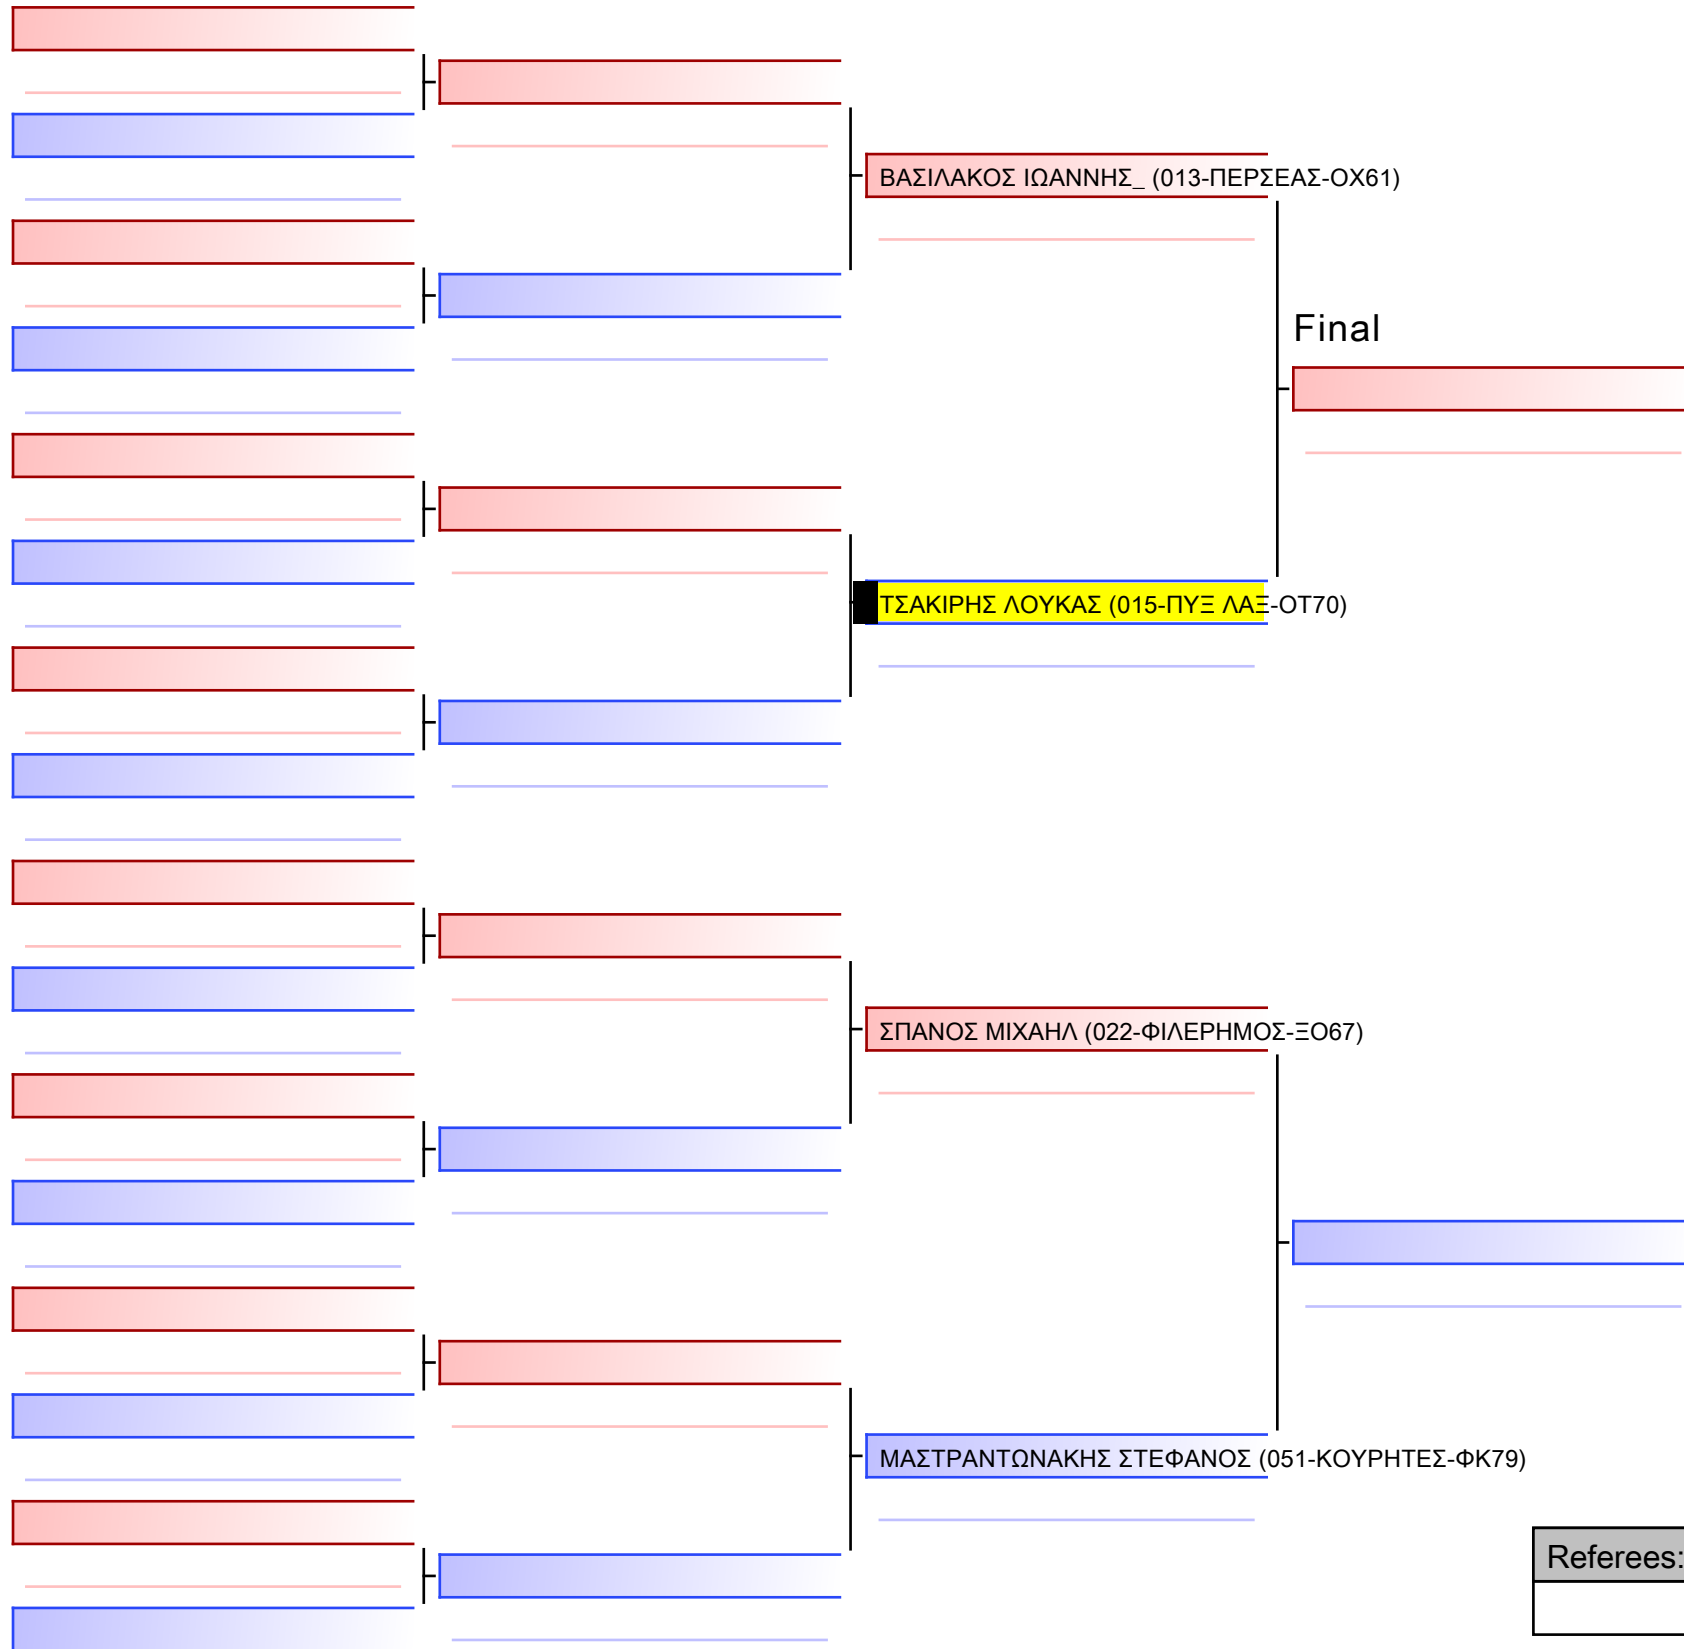 ΒΑΣΙΛΑΚΟΣ ΙΩΑΝΝΗΣ_ (013-ΠΕΡΣΕΑΣ-ΟΧ61)
Final
ΤΣΑΚΙΡΗΣ ΛΟΥΚΑΣ (015-ΠΥΞ ΛΑΞ-ΟΤ70)
ΣΠΑΝΟΣ ΜΙΧΑΗΛ (022-ΦΙΛΕΡΗΜΟΣ-ΞΟ67)
ΜΑΣΤΡΑΝΤΩΝΑΚΗΣ ΣΤΕΦΑΝΟΣ (051-ΚΟΥΡΗΤΕΣ-ΦΚ79)
Referees: